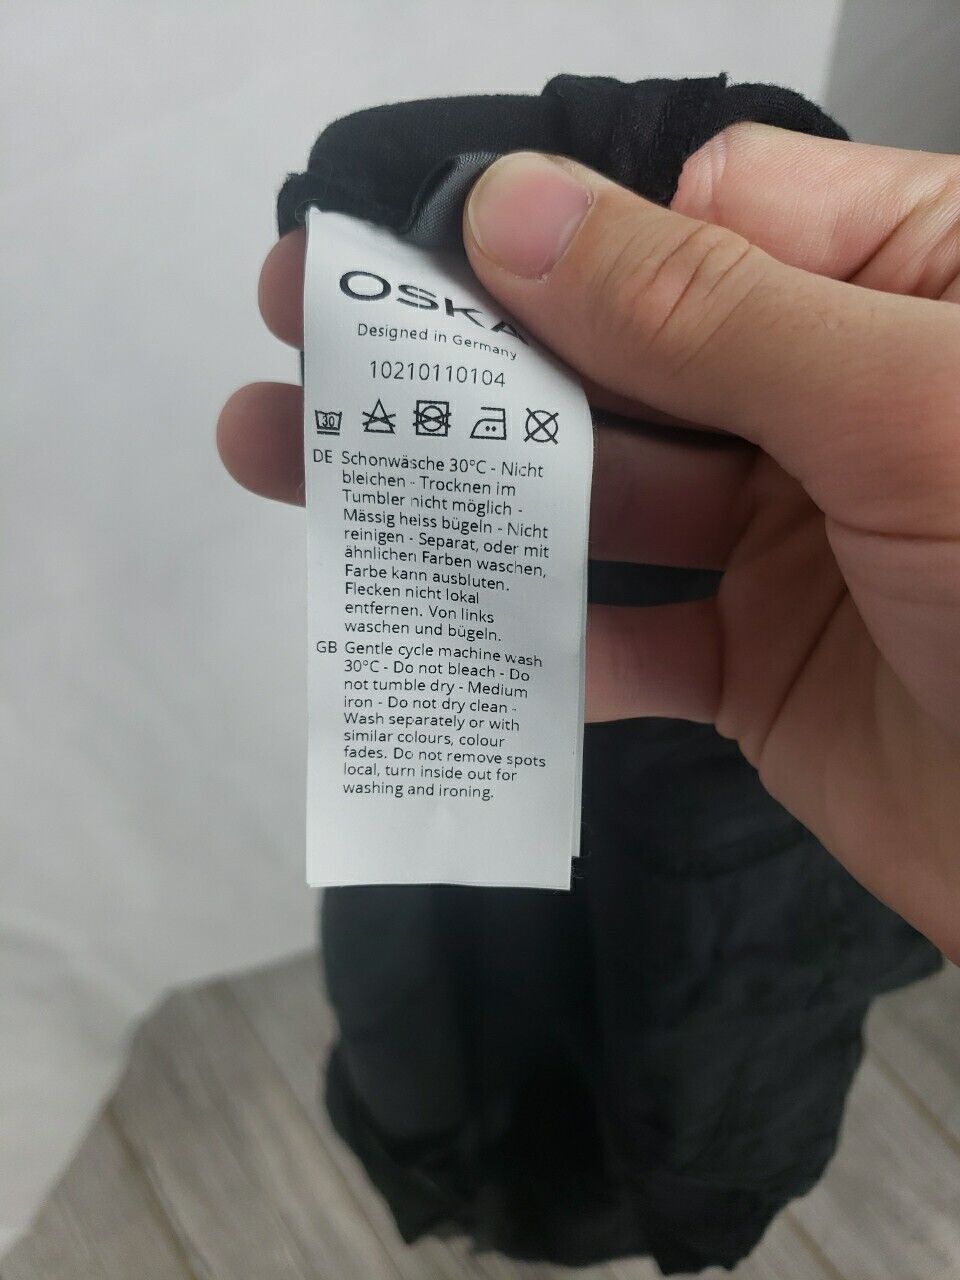 OSKA
Designed in Germany
10210110104
30
DE Schonwäsche 30°C - Nicht
bleichen - Trocknen im
Tumbler nicht möglich -
Mässig heiss bügeln - Nicht
reinigen - Separat, oder mit
ähnlichen Farben waschen,
Farbe kann ausbluten.
Flecken nicht lokal
entfernen. Von links
waschen und bügeln.
GB Gentle cycle machine wash
30°C - Do not bleach - Do
not tumble dry - Medium
iron - Do not dry clean -
Wash separately or with
similar colours, colour
fades. Do not remove spots
local, turn inside out for
washing and ironing.